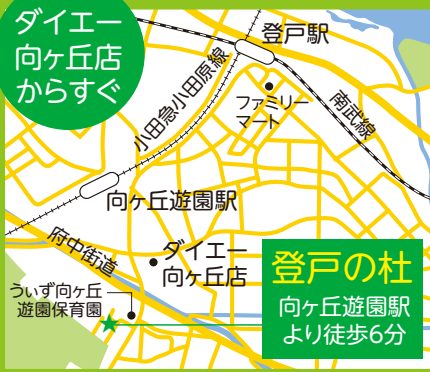 ダイエー
向ヶ丘店
からすぐ
登戸駅
小田急小田原線
ファミリー
マート
南武線
向ヶ丘遊園駅
府中街道
ダイエー
向ヶ丘店
うぃず向ヶ丘
遊園保育園
登戸の杜
向ヶ丘遊園駅
より徒歩6分